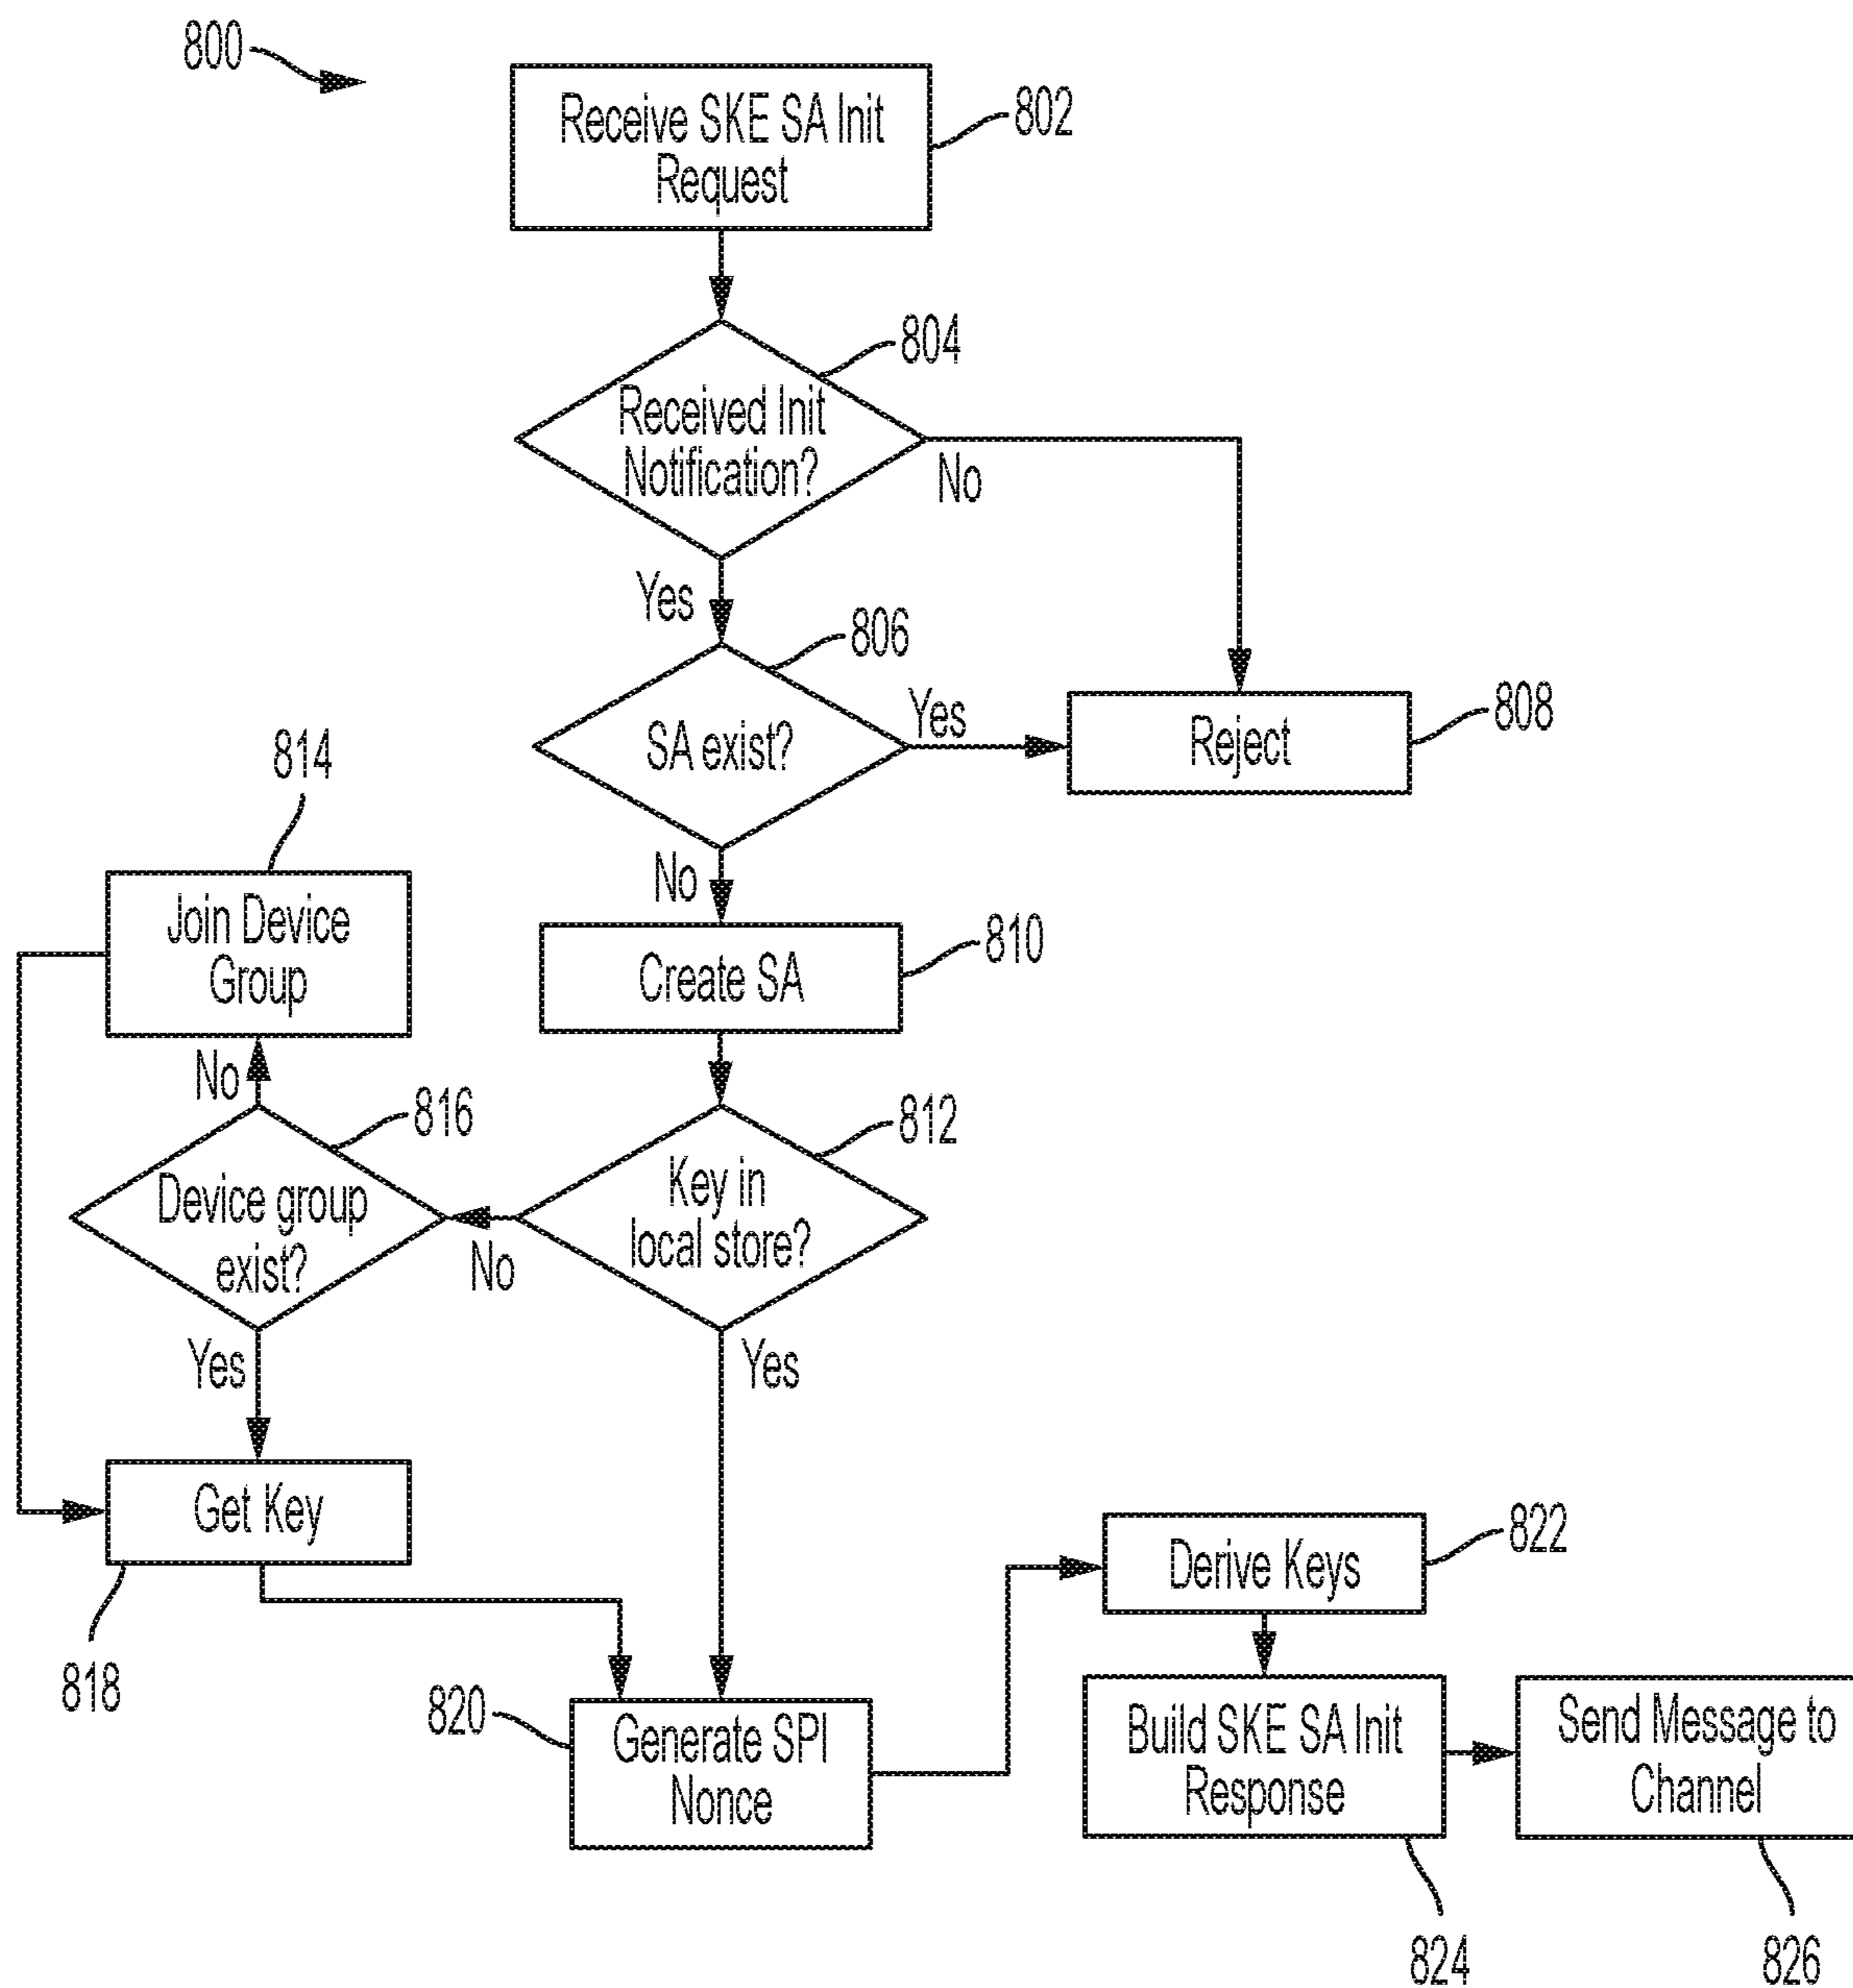 800
Receive SKE SA Init
Request
802
804
Received Init
Notification?
No
Yes
806
SA exist?
Yes
Reject
808
No
814
Join Device
Group
Create SA
810
No
816
Device group
exist?
No
Key in
local store?
812
Yes
Yes
Get Key
818
820
Generate SPI
Nonce
Derive Keys
822
Build SKE SA Init
Response
824
Send Message to
Channel
826